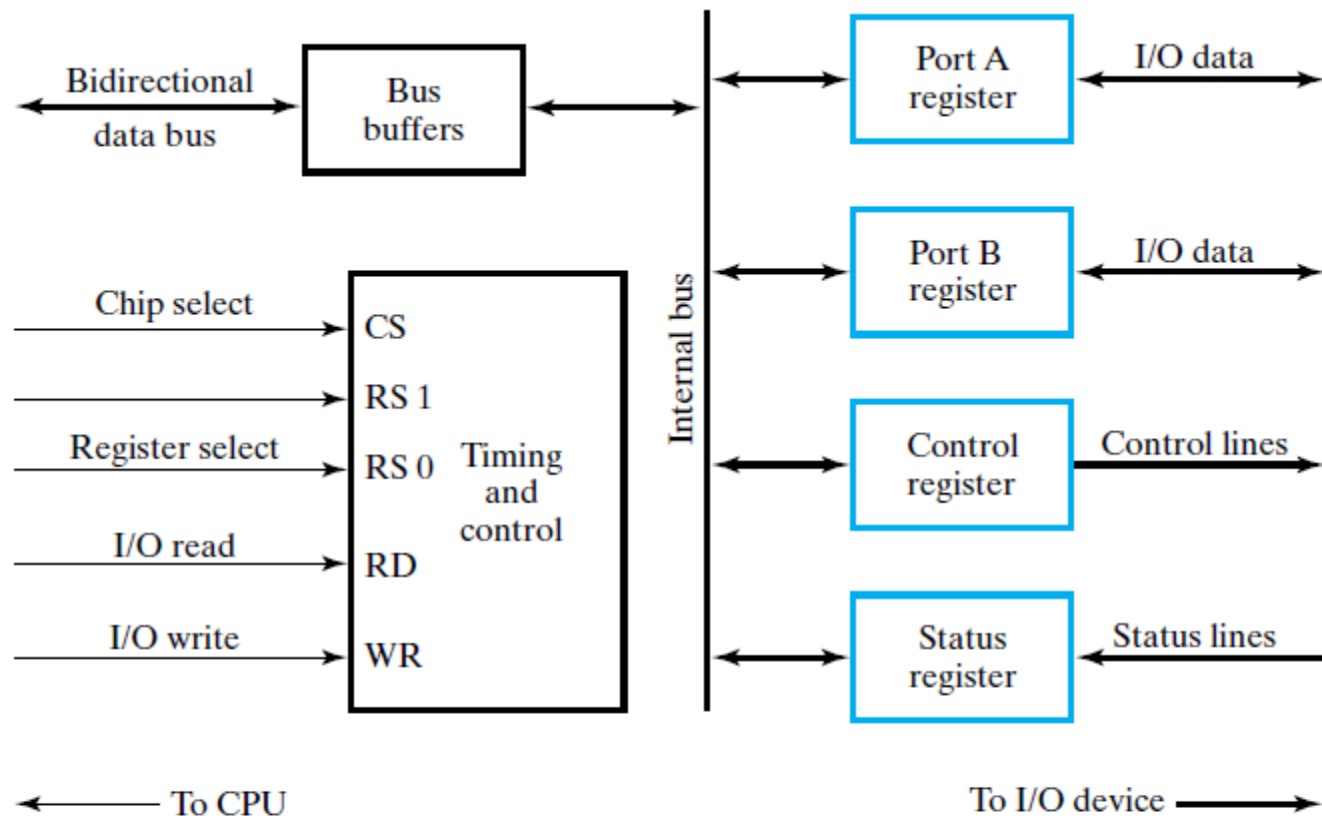 Bidirectional
data bus
Bus
buffers
Port A
register
I/O data
Port B
register
I/O data
Internal bus
Chip select
CS
RS 1
Register select
RS 0
Timing
and
control
I/O read
RD
I/O write
WR
Control
register
Control lines
Status
register
Status lines
To CPU
To I/O device